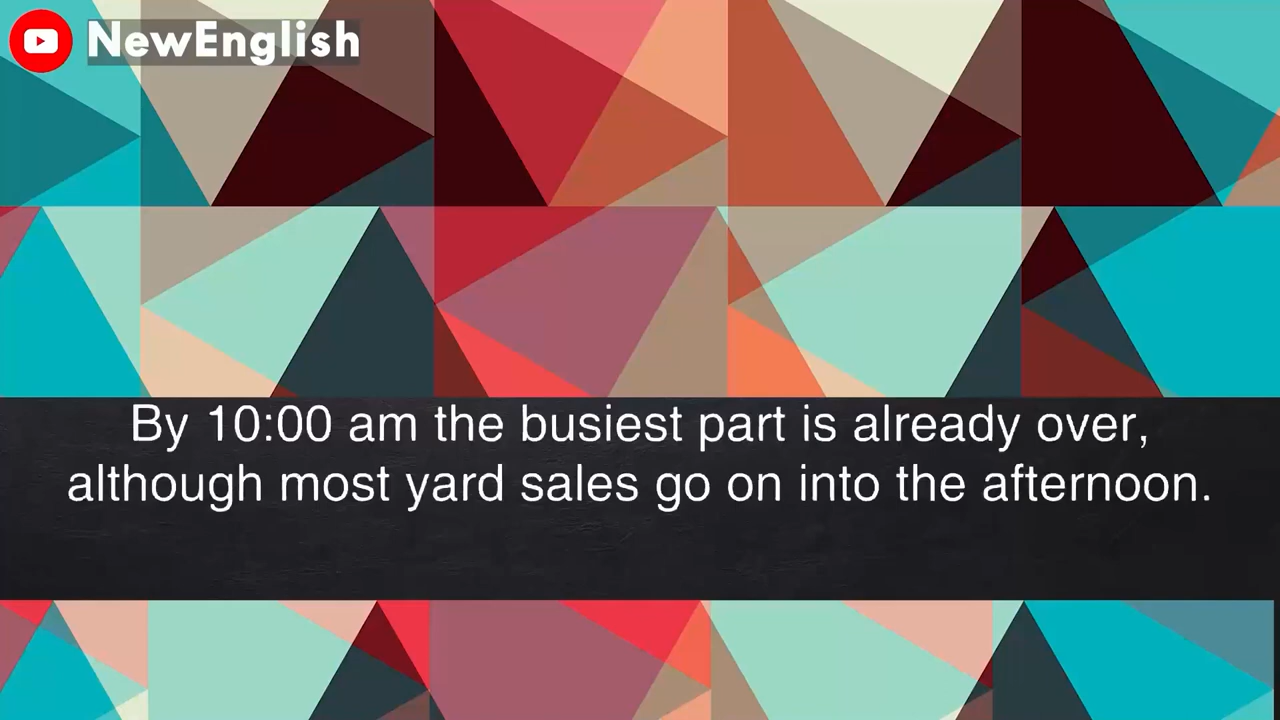 NewEnglish
By 10:00 am the busiest part is already over,
although most yard sales go on into the afternoon.